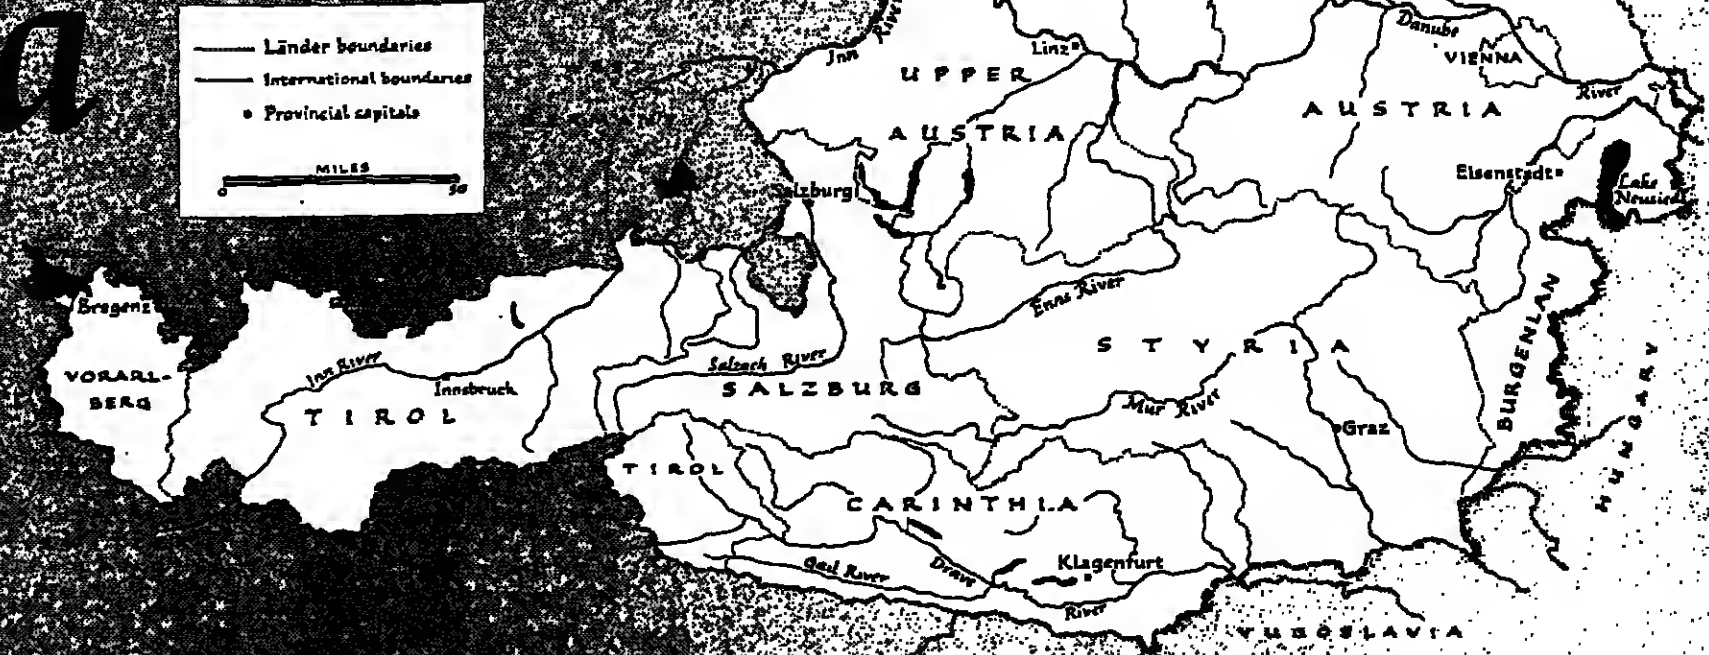 a
Länder boundaries
International boundaries
• Provincial capitals
MILES
0 50
Inn River
Linz
UPPER
AUSTRIA
Danube
VIENNA
River
AUSTRIA
Salzburg
Eisenstadt
Lake
Neusiedl
Bregenz
VORARL-
BERG
Inn River
Innsbruck
TIROL
Salzach River
SALZBURG
Enns River
STYRIA
Mur River
Graz
BURGENLAN
HUNGARY
TIROL
CARINTHIA
Klagenfurt
Gail River
Drave
River
YUGOSLAVIA